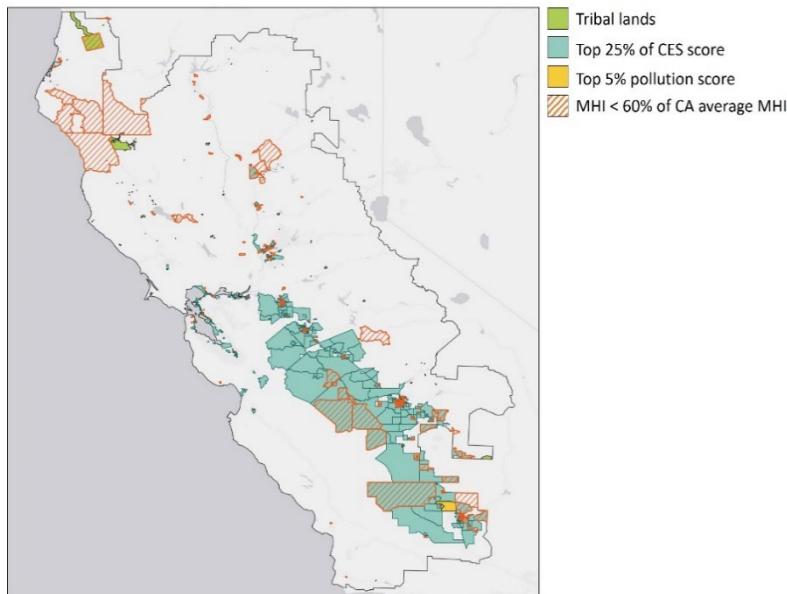 Tribal lands
Top 25% of CES score
Top 5% pollution score
MHI < 60% of CA average MHI